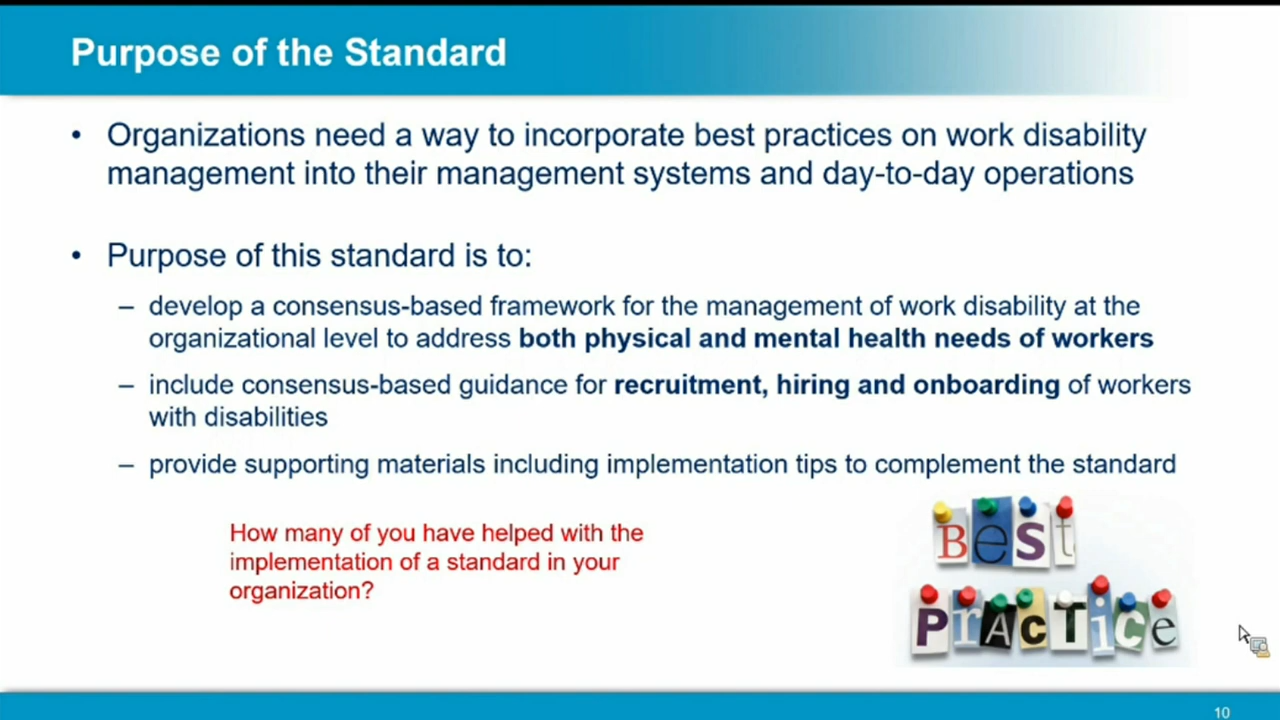 Purpose of the Standard
• Organizations need a way to incorporate best practices on work disability
management into their management systems and day-to-day operations
• Purpose of this standard is to:
– develop a consensus-based framework for the management of work disability at the
organizational level to address both physical and mental health needs of workers
– include consensus-based guidance for recruitment, hiring and onboarding of workers
with disabilities
– provide supporting materials including implementation tips to complement the standard
How many of you have helped with the
implementation of a standard in your
organization?
Best
PrAcTice
10